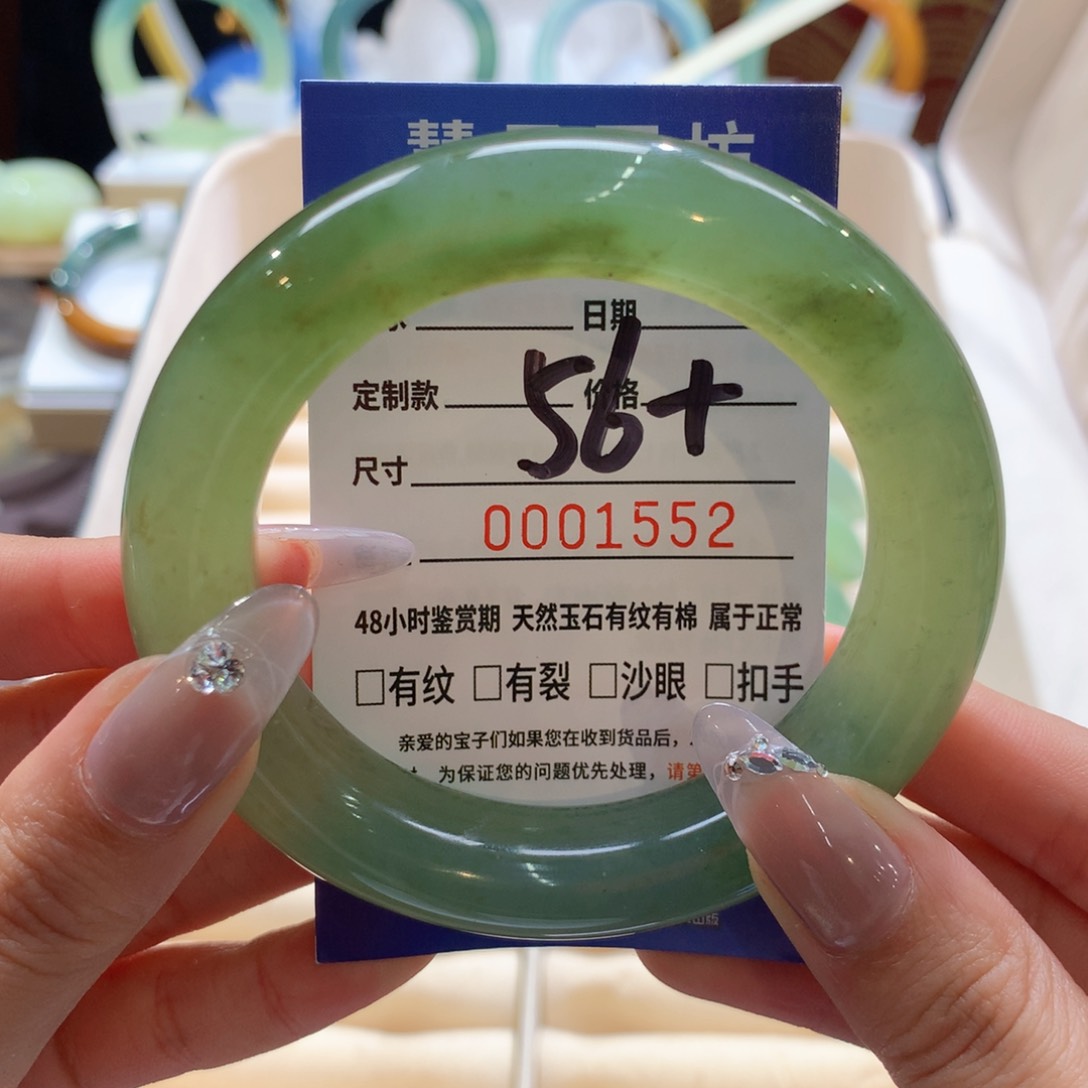 日期
定制款 价格
56+
尺寸
0001552
48小时鉴赏期 天然玉石有纹有棉 属于正常
□有纹 □有裂 □沙眼 □扣手
亲爱的宝子们如果您在收到货品后，
为保证您的问题优先处理，请第